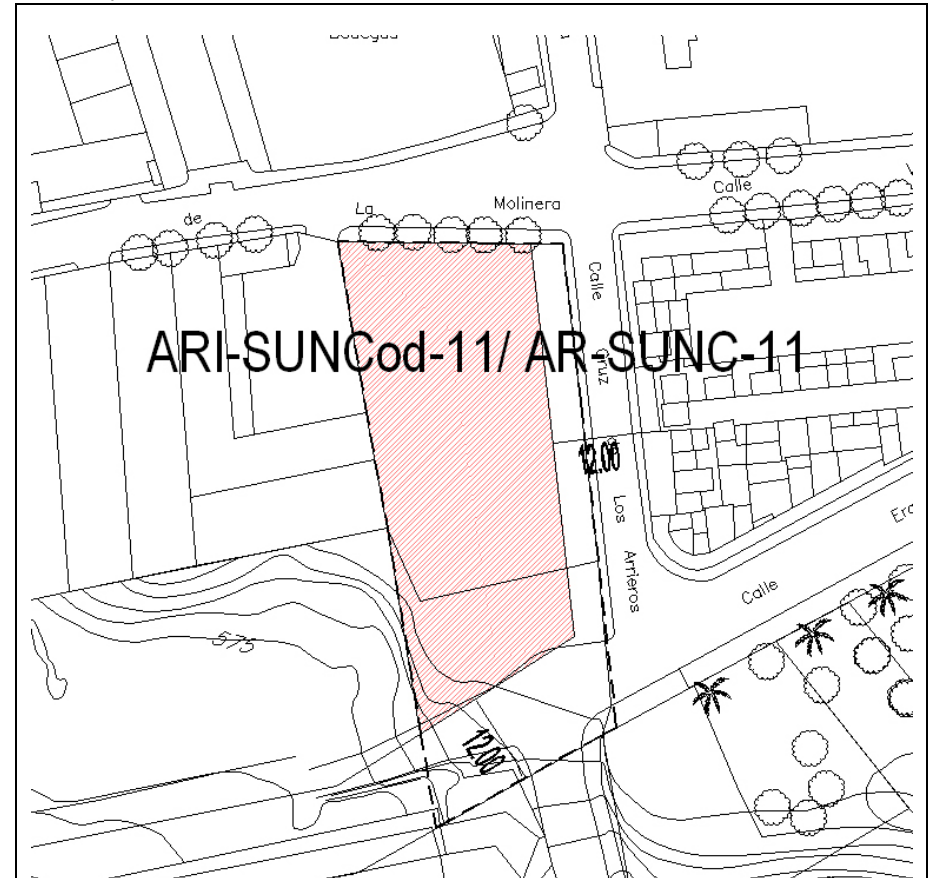 de
La
Molinera
Calle
Calle
Cruz
Los
Arrieros
ARI-SUNCod-11/ AR-SUNC-11
12.00
Calle
575
12.00